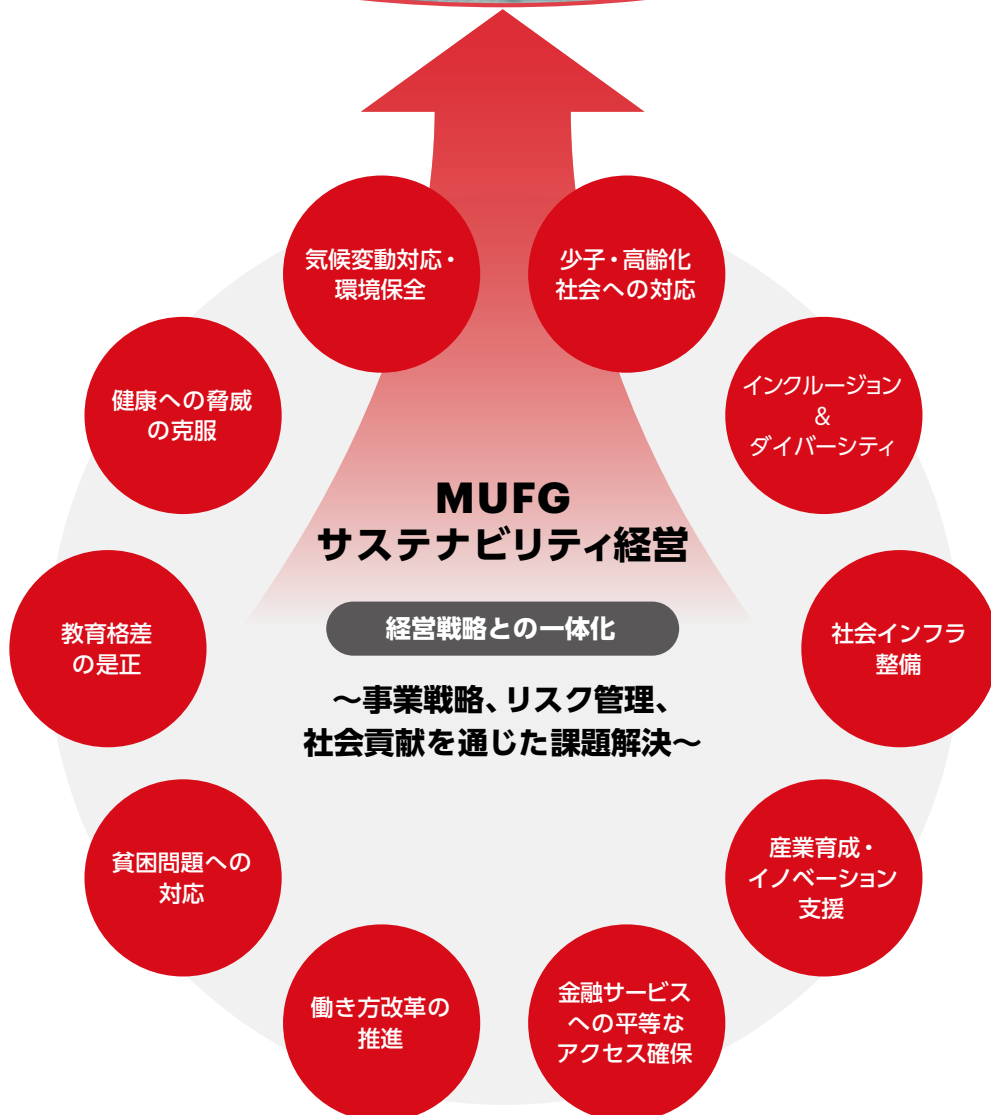 気候変動対応・
環境保全
少子・高齢化
社会への対応
健康への脅威
の克服
インクルージョン
&
ダイバーシティ
MUFG
サステナビリティ経営
経営戦略との一体化
～事業戦略、リスク管理、
社会貢献を通じた課題解決～
教育格差
の是正
社会インフラ
整備
貧困問題への
対応
産業育成・
イノベーション
支援
働き方改革の
推進
金融サービス
への平等な
アクセス確保